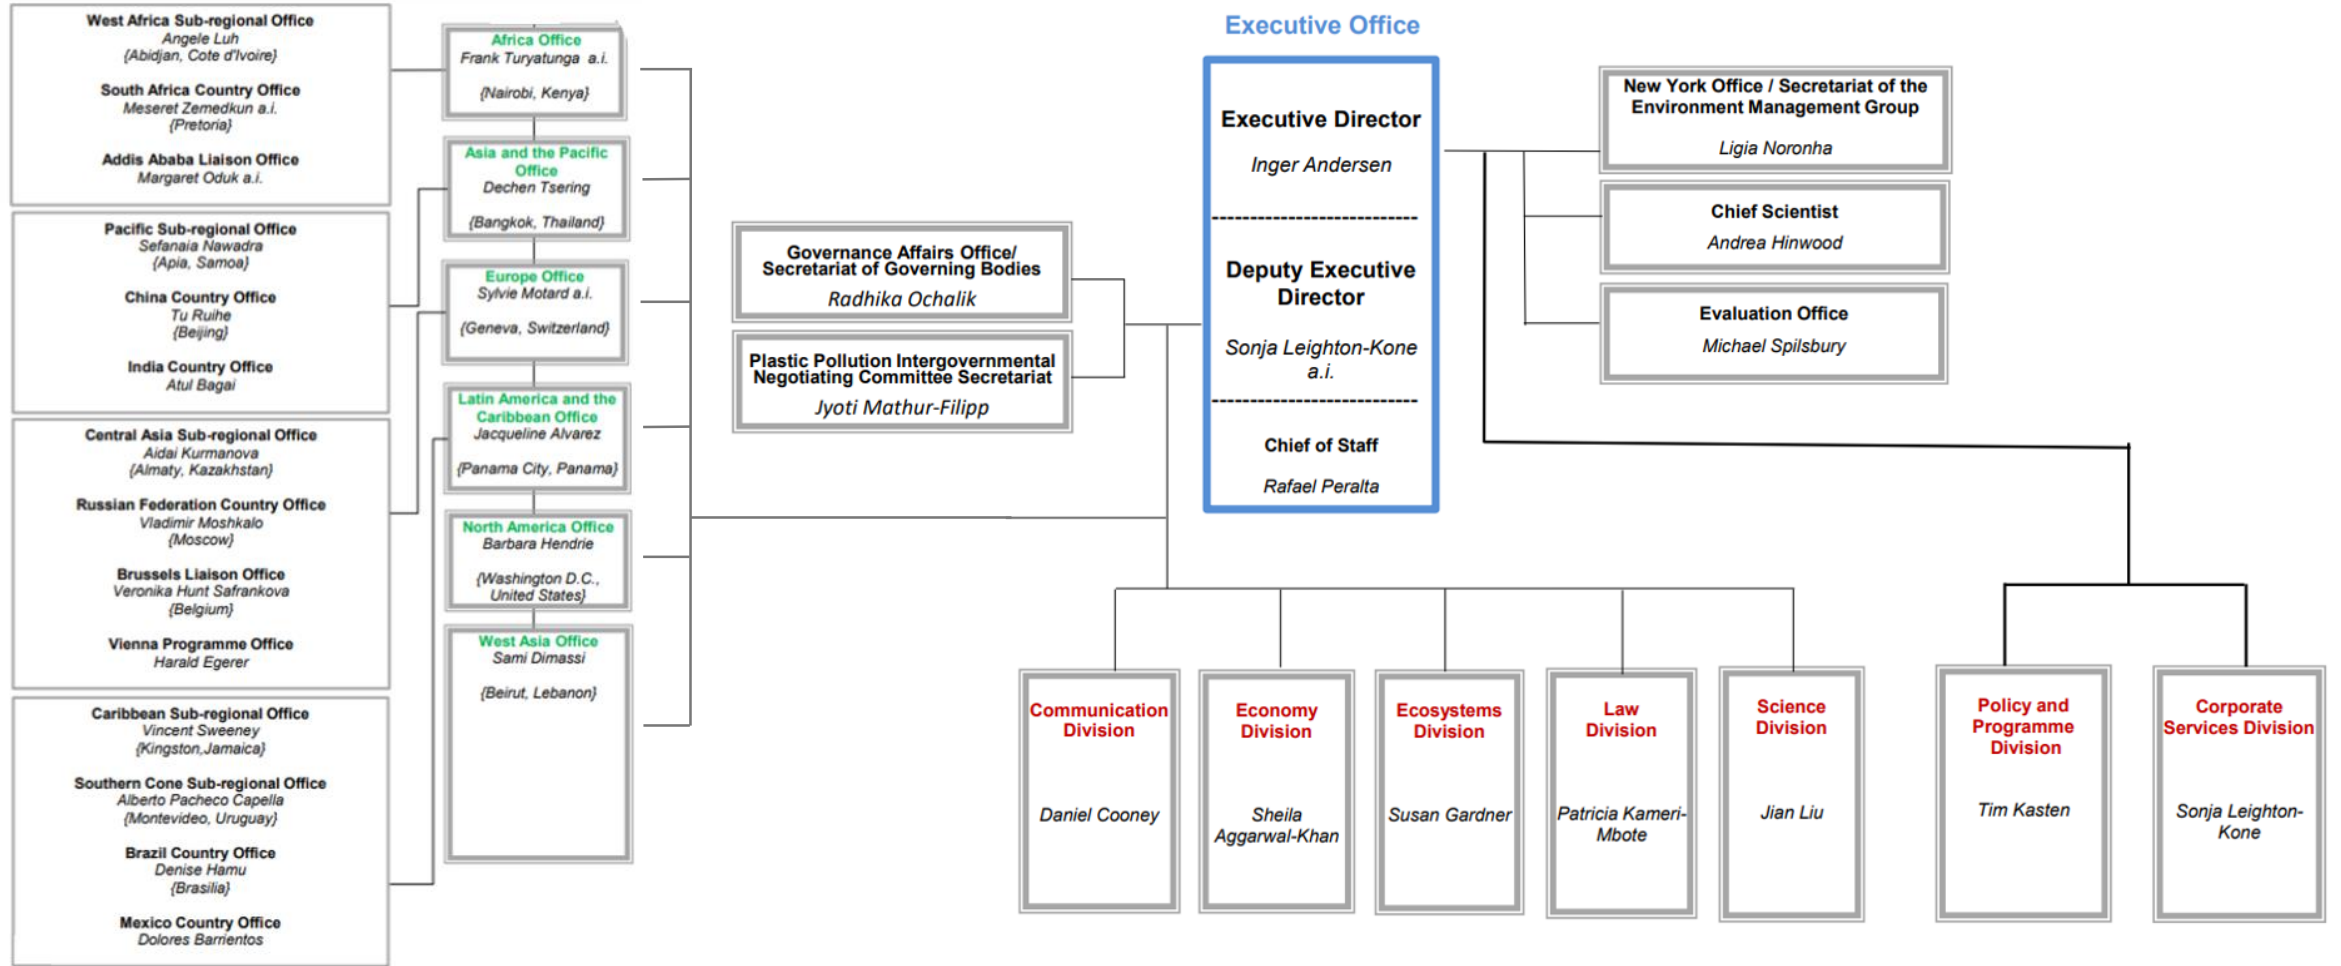 West Africa Sub-regional Office
Angele Luh
{Abidjan, Cote d'Ivoire}
South Africa Country Office
Meseret Zemedkun a.i.
{Pretoria}
Addis Ababa Liaison Office
Margaret Oduk a.i.
Pacific Sub-regional Office
Sefanaia Nawadra
{Apia, Samoa}
China Country Office
Tu Ruihe
{Beijing}
India Country Office
Atul Bagai
Central Asia Sub-regional Office
Aidai Kurmanova
{Almaty, Kazakhstan}
Russian Federation Country Office
Vladimir Moshkalo
{Moscow}
Brussels Liaison Office
Veronika Hunt Safrankova
{Belgium}
Vienna Programme Office
Harald Egerer
Caribbean Sub-regional Office
Vincent Sweeney
{Kingston,Jamaica}
Southern Cone Sub-regional Office
Alberto Pacheco Capella
{Montevideo, Uruguay}
Brazil Country Office
Denise Hamu
{Brasilia}
Mexico Country Office
Dolores Barrientos
Africa Office
Frank Turyatunga a.i.
{Nairobi, Kenya}
Asia and the Pacific
Office
Dechen Tsering
{Bangkok, Thailand}
Europe Office
Sylvie Motard a.i.
{Geneva, Switzerland}
Latin America and the
Caribbean Office
Jacqueline Alvarez
{Panama City, Panama}
North America Office
Barbara Hendrie
{Washington D.C.,
United States}
West Asia Office
Sami Dimassi
{Beirut, Lebanon}
Governance Affairs Office/
Secretariat of Governing Bodies
Radhika Ochalik
Plastic Pollution Intergovernmental
Negotiating Committee Secretariat
Jyoti Mathur-Filipp
Executive Office
Executive Director
Inger Andersen
Deputy Executive
Director
Sonja Leighton-Kone
a.i.
Chief of Staff
Rafael Peralta
New York Office / Secretariat of the
Environment Management Group
Ligia Noronha
Chief Scientist
Andrea Hinwood
Evaluation Office
Michael Spilsbury
Communication
Division
Daniel Cooney
Economy
Division
Sheila
Aggarwal-Khan
Ecosystems
Division
Susan Gardner
Law
Division
Patricia Kameri-
Mbote
Science
Division
Jian Liu
Policy and
Programme
Division
Tim Kasten
Corporate
Services Division
Sonja Leighton-
Kone